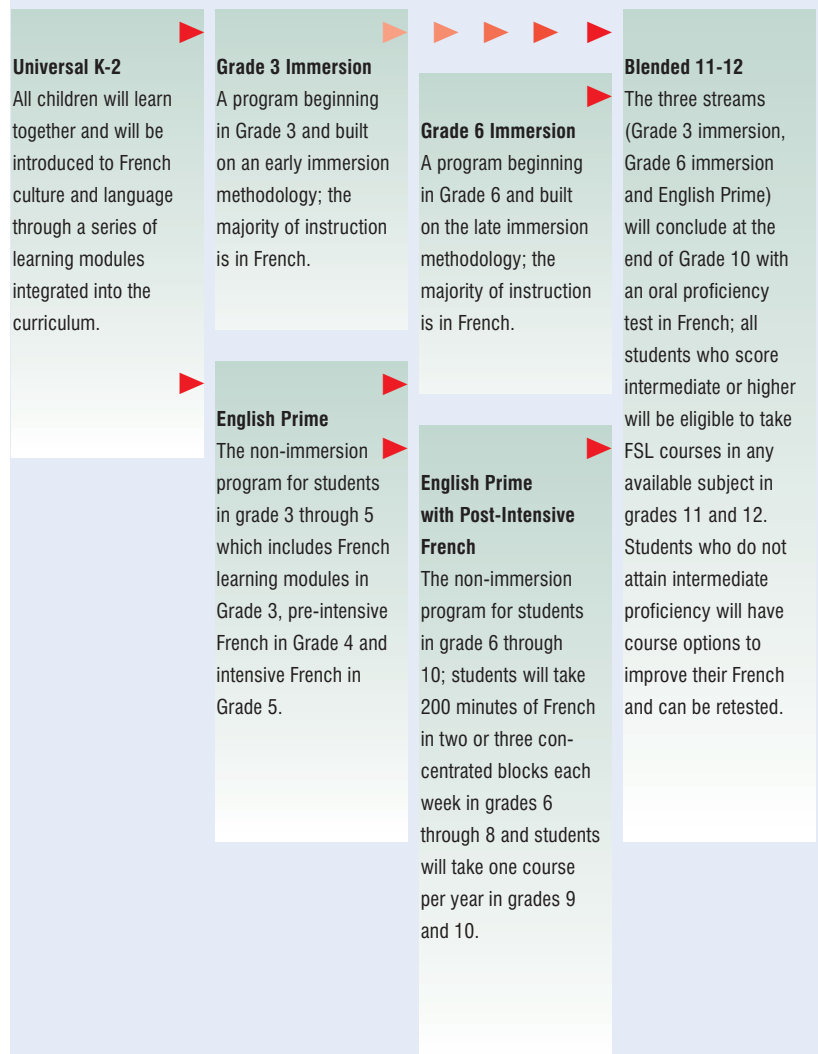 Universal K-2
All children will learn
together and will be
introduced to French
culture and language
through a series of
learning modules
integrated into the
curriculum.
Grade 3 Immersion
A program beginning
in Grade 3 and built
on an early immersion
methodology; the
majority of instruction
is in French.
English Prime
The non-immersion
program for students
in grade 3 through 5
which includes French
learning modules in
Grade 3, pre-intensive
French in Grade 4 and
intensive French in
Grade 5.
Grade 6 Immersion
A program beginning
in Grade 6 and built
on the late immersion
methodology; the
majority of instruction
is in French.
English Prime
with Post-Intensive
French
The non-immersion
program for students
in grade 6 through
10; students will take
200 minutes of French
in two or three con-
centrated blocks each
week in grades 6
through 8 and students
will take one course
per year in grades 9
and 10.
Blended 11-12
The three streams
(Grade 3 immersion,
Grade 6 immersion
and English Prime)
will conclude at the
end of Grade 10 with
an oral proficiency
test in French; all
students who score
intermediate or higher
will be eligible to take
FSL courses in any
available subject in
grades 11 and 12.
Students who do not
attain intermediate
proficiency will have
course options to
improve their French
and can be retested.